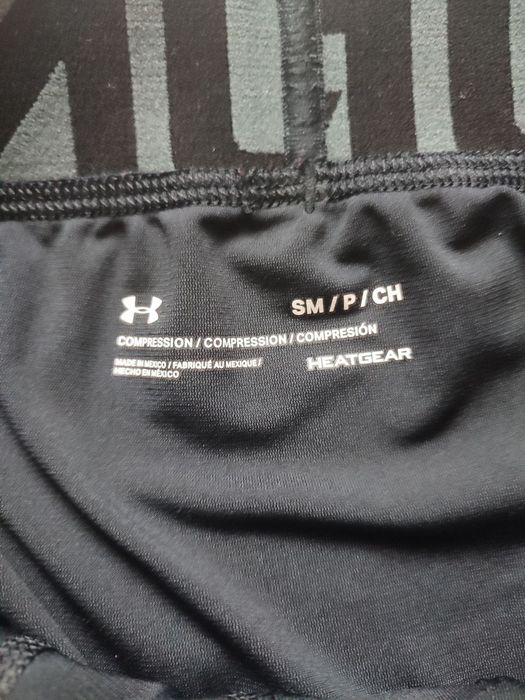 SM / P / CH
COMPRESSION / COMPRESSION / COMPRESIÓN
MADE IN MEXICO / FABRIQUÉ AU MEXIQUE /
HECHO EN MÉXICO
HEATGEAR